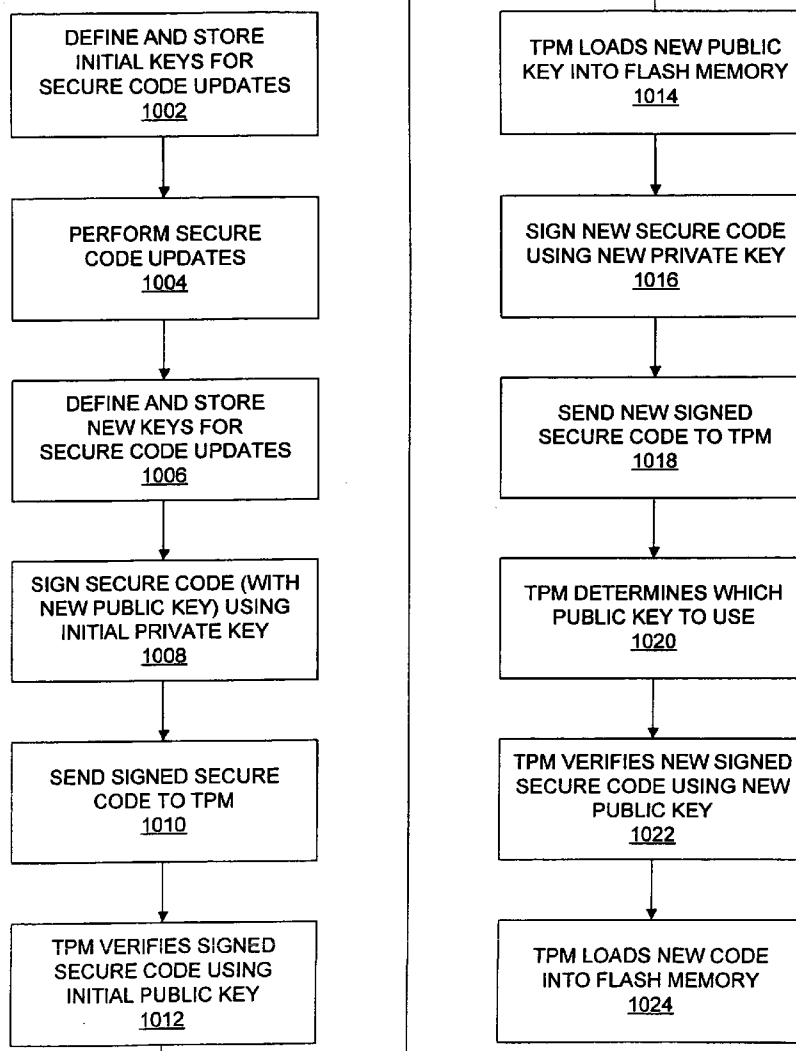 DEFINE AND STORE
INITIAL KEYS FOR
SECURE CODE UPDATES
1002
PERFORM SECURE
CODE UPDATES
1004
DEFINE AND STORE
NEW KEYS FOR
SECURE CODE UPDATES
1006
SIGN SECURE CODE (WITH
NEW PUBLIC KEY) USING
INITIAL PRIVATE KEY
1008
SEND SIGNED SECURE
CODE TO TPM
1010
TPM VERIFIES SIGNED
SECURE CODE USING
INITIAL PUBLIC KEY
1012
TPM LOADS NEW PUBLIC
KEY INTO FLASH MEMORY
1014
SIGN NEW SECURE CODE
USING NEW PRIVATE KEY
1016
SEND NEW SIGNED
SECURE CODE TO TPM
1018
TPM DETERMINES WHICH
PUBLIC KEY TO USE
1020
TPM VERIFIES NEW SIGNED
SECURE CODE USING NEW
PUBLIC KEY
1022
TPM LOADS NEW CODE
INTO FLASH MEMORY
1024